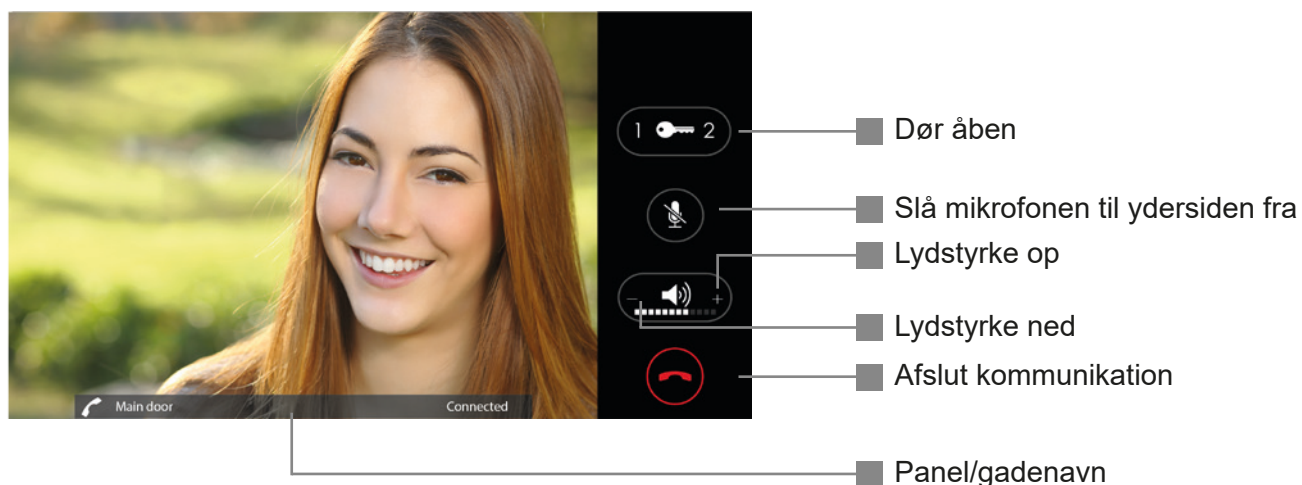 1 2
Dør åben
Slå mikrofonen til ydersiden fra
Lydstyrke op
- +
Lydstyrke ned
Afslut kommunikation
Main door Connected
Panel/gadenavn